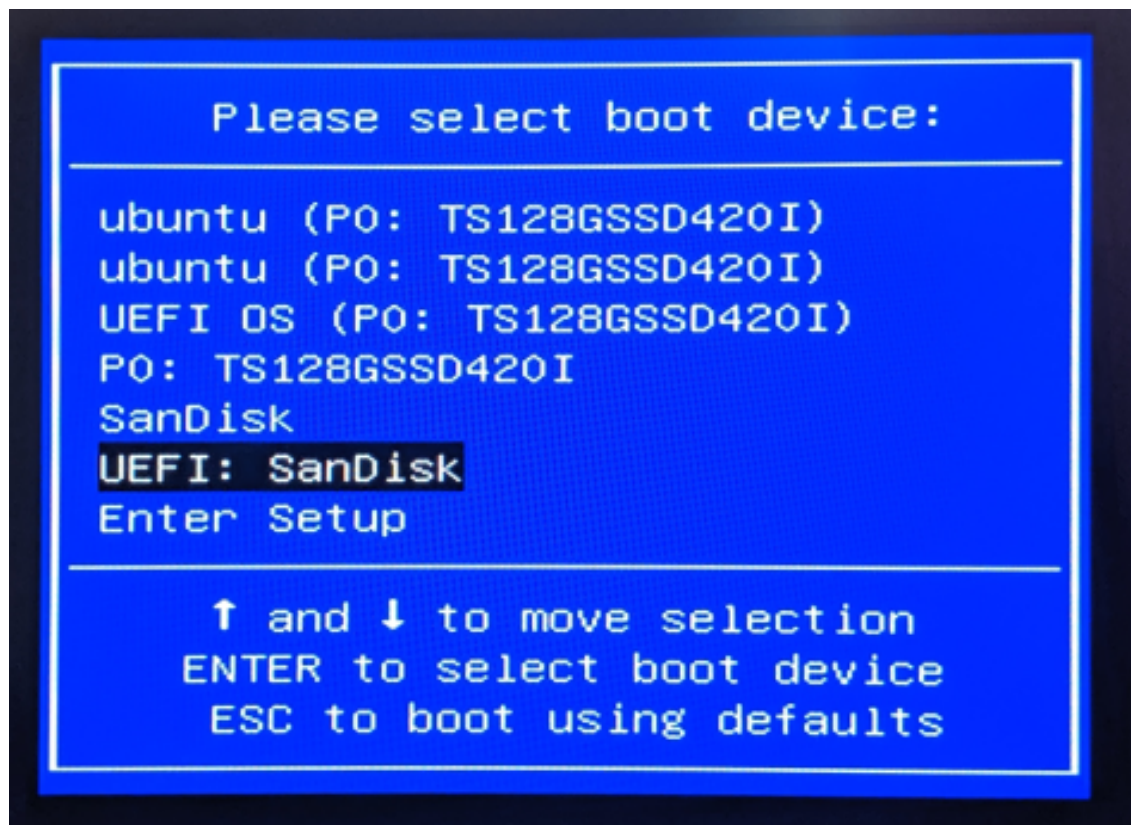 Please select boot device:
ubuntu (P0: TS128GSSD420I)
ubuntu (P0: TS128GSSD420I)
UEFI OS (P0: TS128GSSD420I)
P0: TS128GSSD420I
SanDisk
UEFI: SanDisk
Enter Setup
↑ and ↓ to move selection
ENTER to select boot device
ESC to boot using defaults